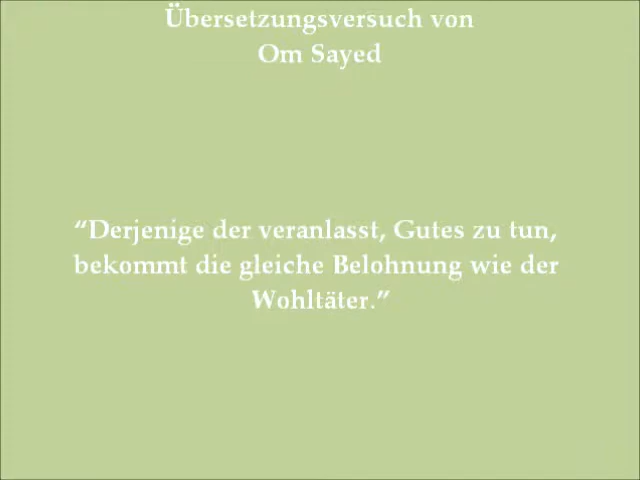 Übersetzungsversuch von
Om Sayed
“Derjenige der veranlasst, Gutes zu tun,
bekommt die gleiche Belohnung wie der
Wohltäter.”